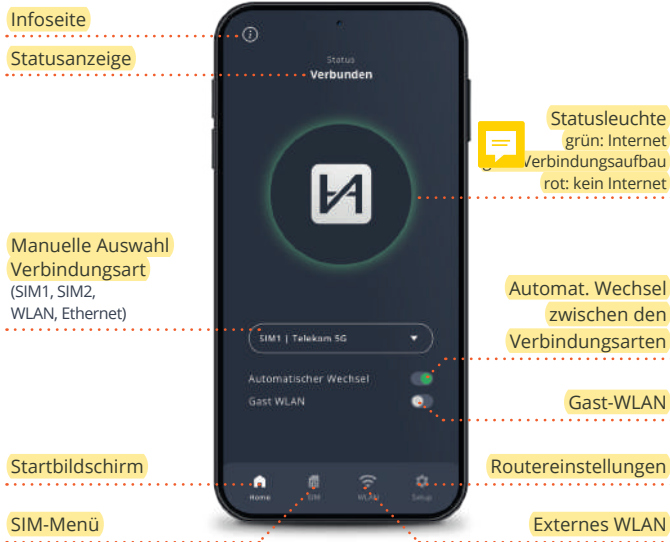 Infoseite
Statusanzeige
Status
Verbunden
Statusleuchte
grün: Internet
Verbindungsaufbau
rot: kein Internet
Manuelle Auswahl
Verbindungsart
(SIM1, SIM2,
WLAN, Ethernet)
SIM1 | Telekom 5G
Automat. Wechsel
zwischen den
Verbindungsarten
Automatischer Wechsel
Gast WLAN
Gast-WLAN
Startbildschirm
Routereinstellungen
Home
SIM
WLAN
Setup
SIM-Menü
Externes WLAN